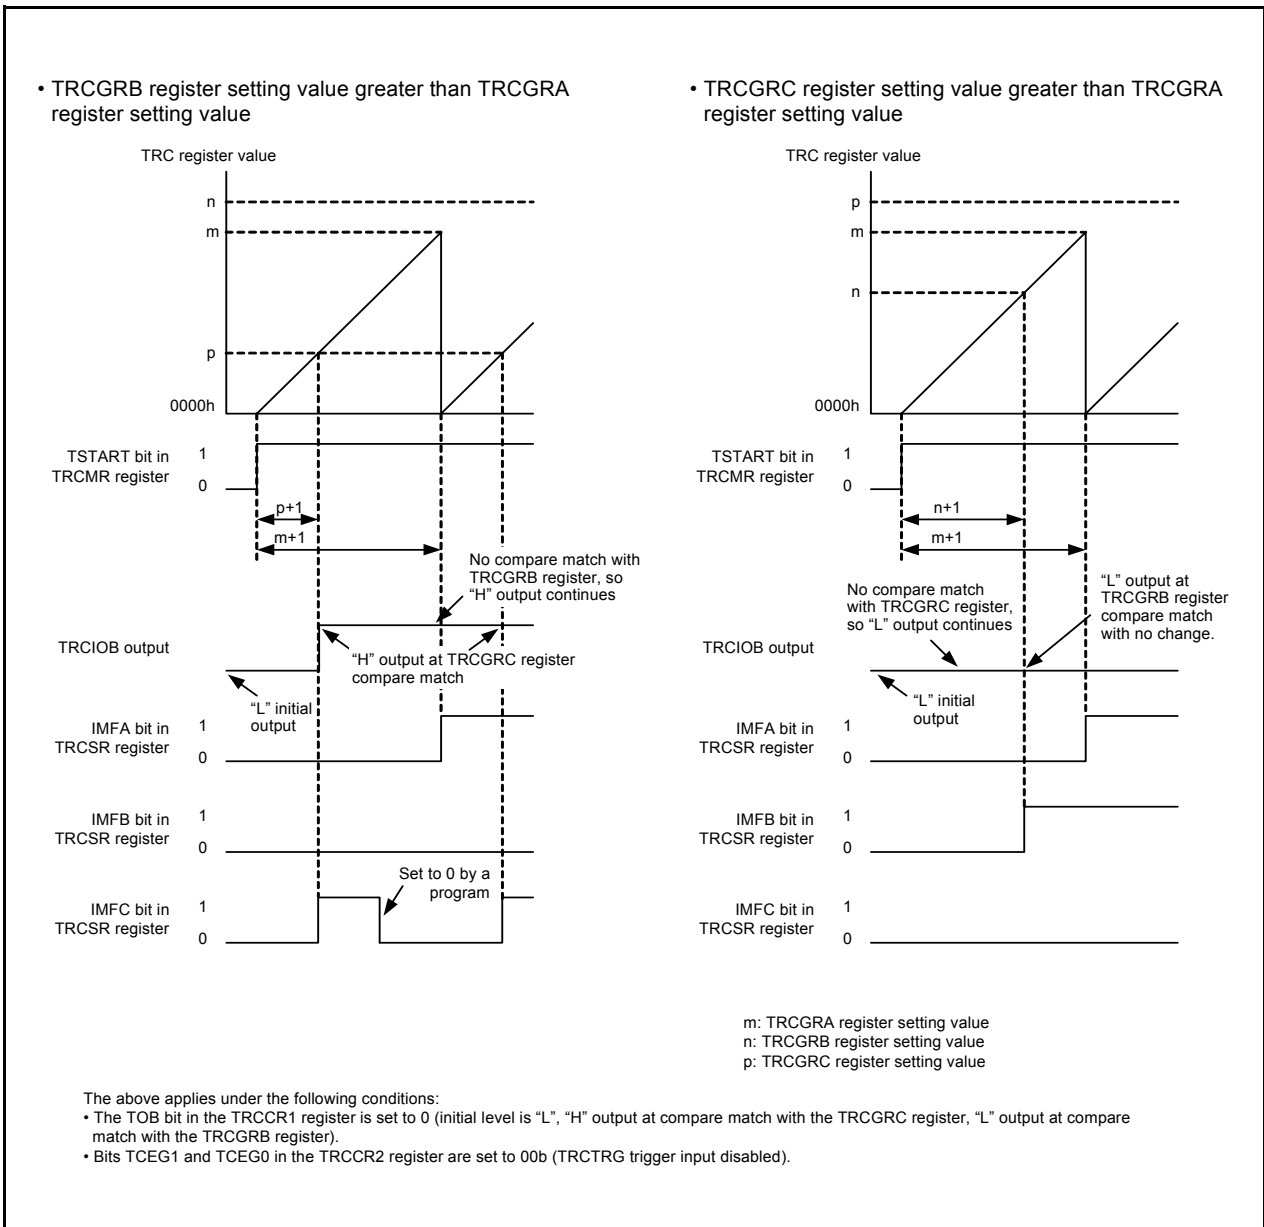 • TRCGRB register setting value greater than TRCGRA
register setting value
TRC register value
n
m
p
0000h
TSTART bit in
TRCMR register
1
0
p+1
m+1
No compare match with
TRCGRB register, so
“H” output continues
TRCIOB output
“H” output at TRCGRC register
compare match
“L” initial
output
IMFA bit in
TRCSR register
1
0
IMFB bit in
TRCSR register
1
0
Set to 0 by a
program
IMFC bit in
TRCSR register
1
0
• TRCGRC register setting value greater than TRCGRA
register setting value
TRC register value
p
m
n
0000h
TSTART bit in
TRCMR register
1
0
n+1
m+1
No compare match
with TRCGRC register,
so “L” output continues
“L” output at
TRCGRB register
compare match
with no change.
TRCIOB output
“L” initial
output
IMFA bit in
TRCSR register
1
0
IMFB bit in
TRCSR register
1
0
IMFC bit in
TRCSR register
1
0
m: TRCGRA register setting value
n: TRCGRB register setting value
p: TRCGRC register setting value
The above applies under the following conditions:
• The TOB bit in the TRCCR1 register is set to 0 (initial level is “L”, “H” output at compare match with the TRCGRC register, “L” output at compare
match with the TRCGRB register).
• Bits TCEG1 and TCEG0 in the TRCCR2 register are set to 00b (TRCTRG trigger input disabled).